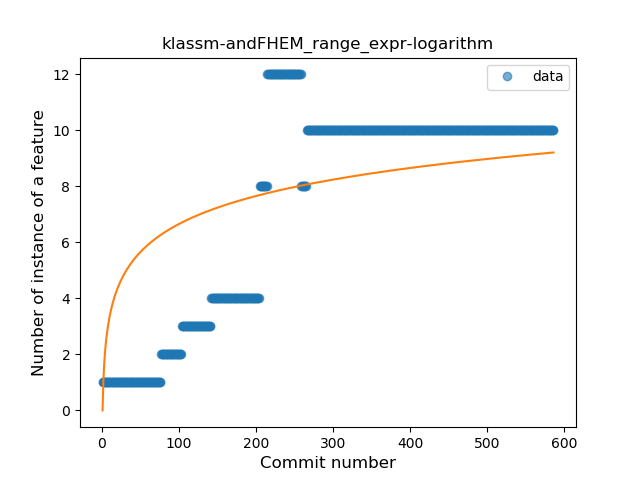 klassm-andFHEM_range_expr-logarithm
data
Number of instance of a feature
12
10
8
6
4
2
0
0 100 200 300 400 500 600
Commit number